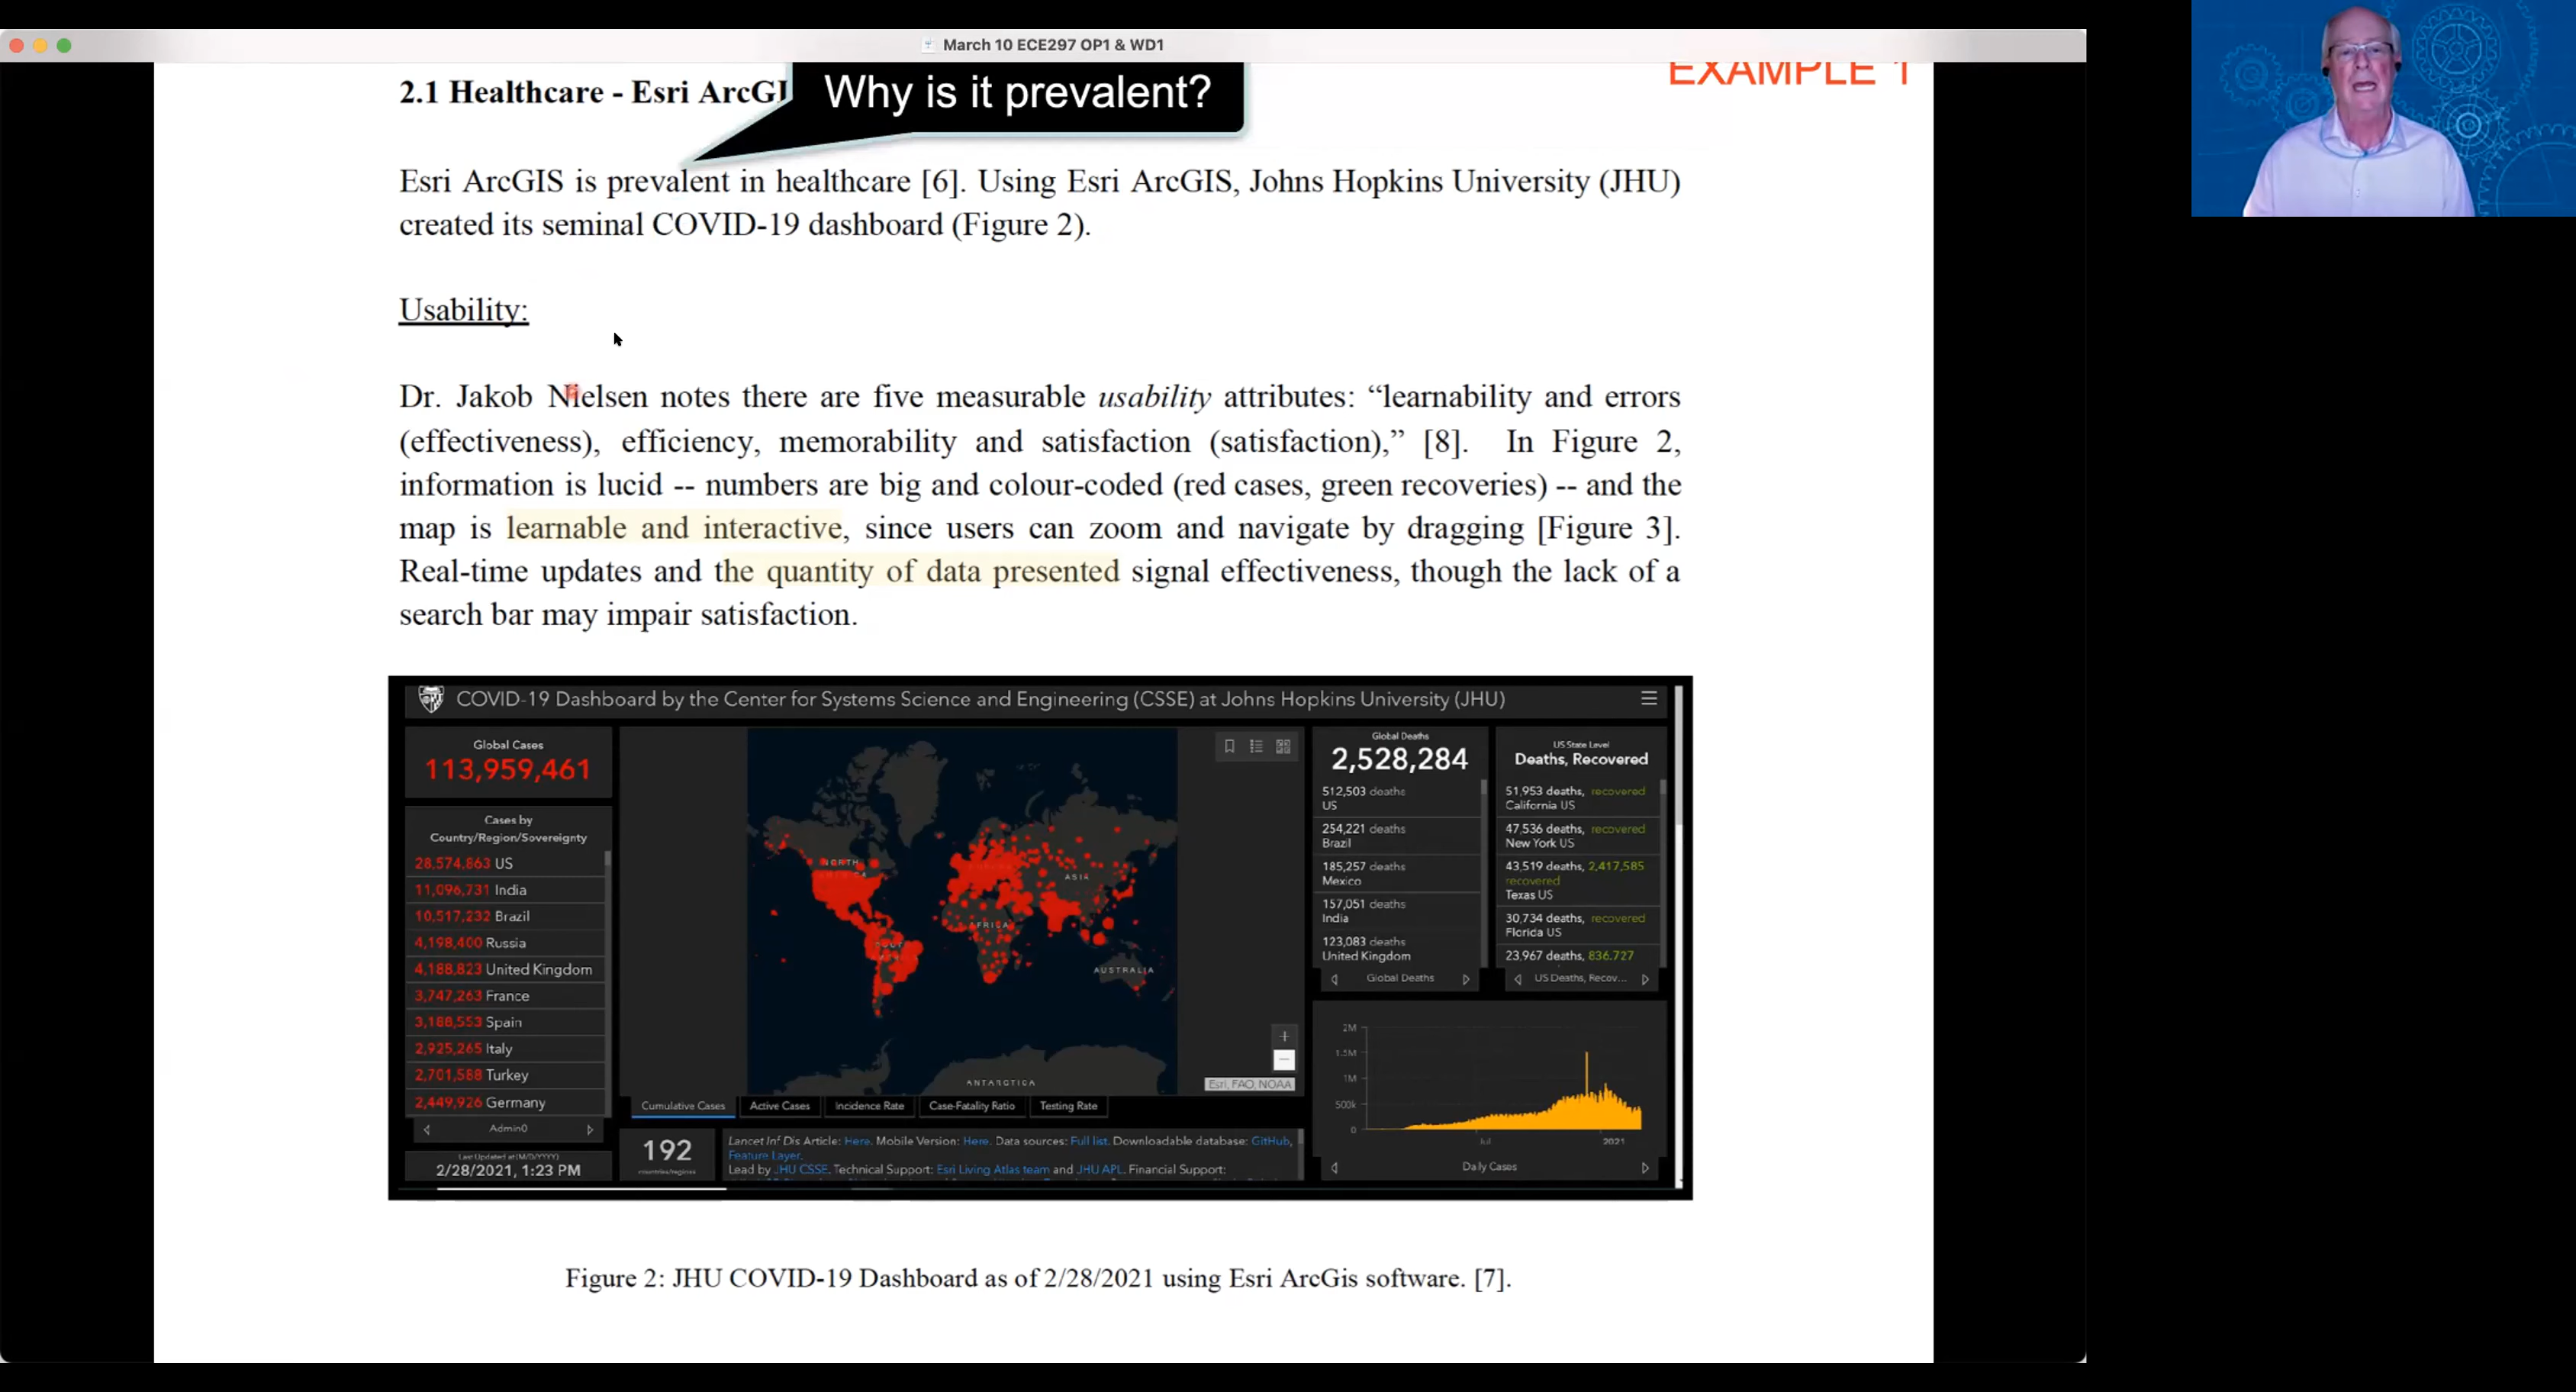 March 10 ECE297 OP1 & WD1
2.1 Healthcare - Esri ArcGI
Why is it prevalent?
EXAMPLE 1
Esri ArcGIS is prevalent in healthcare [6]. Using Esri ArcGIS, Johns Hopkins University (JHU)
created its seminal COVID-19 dashboard (Figure 2).
Usability:
Dr. Jakob Nielsen notes there are five measurable usability attributes: “learnability and errors
(effectiveness), efficiency, memorability and satisfaction (satisfaction),” [8]. In Figure 2,
information is lucid -- numbers are big and colour-coded (red cases, green recoveries) -- and the
map is learnable and interactive, since users can zoom and navigate by dragging [Figure 3].
Real-time updates and the quantity of data presented signal effectiveness, though the lack of a
search bar may impair satisfaction.
COVID-19 Dashboard by the Center for Systems Science and Engineering (CSSE) at Johns Hopkins University (JHU)
Global Cases
113,959,461
Cases by
Country/Region/Sovereignty
28,574,863 US
11,096,731 India
10,517,232 Brazil
4,198,400 Russia
4,188,823 United Kingdom
3,747,263 France
3,188,553 Spain
2,925,265 Italy
2,701,588 Turkey
2,449,926 Germany
Admin0
Last Updated at (M/D/YYYY)
2/28/2021, 1:23 PM
NORTH
AMERICA
SOUTH
AMERICA
AFRICA
ASIA
AUSTRALIA
ANTARCTICA
+
Esri, FAO, NOAA
Cumulative Cases
Active Cases
Incidence Rate
Case-Fatality Ratio
Testing Rate
192
countries/regions
Lancet Inf Dis Article: Here. Mobile Version: Here. Data sources: Full list. Downloadable database: GitHub,
Feature Layer.
Lead by JHU CSSE. Technical Support: Esri Living Atlas team and JHU APL. Financial Support:
Global Deaths
2,528,284
512,503 deaths
US
254,221 deaths
Brazil
185,257 deaths
Mexico
157,051 deaths
India
123,083 deaths
United Kingdom
Global Deaths
US State Level
Deaths, Recovered
51,953 deaths, recovered
California US
47,536 deaths, recovered
New York US
43,519 deaths, 2,417,585
recovered
Texas US
30,734 deaths, recovered
Florida US
23,967 deaths, 836,727
US Deaths, Recov...
2M
1.5M
1M
500k
0
Jul
2021
Daily Cases
Figure 2: JHU COVID-19 Dashboard as of 2/28/2021 using Esri ArcGis software. [7].